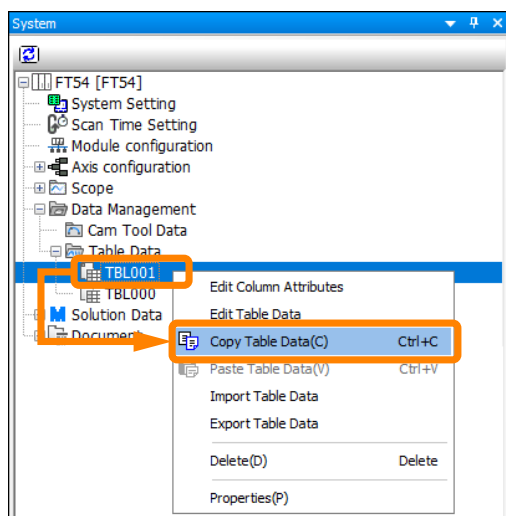 System
FT54 [FT54]
System Setting
Scan Time Setting
Module configuration
Axis configuration
Scope
Data Management
Cam Tool Data
Table Data
TBL001
TBL000
Solution Data
Document
Edit Column Attributes
Edit Table Data
Copy Table Data(C) Ctrl+C
Paste Table Data(V) Ctrl+V
Import Table Data
Export Table Data
Delete(D) Delete
Properties(P)